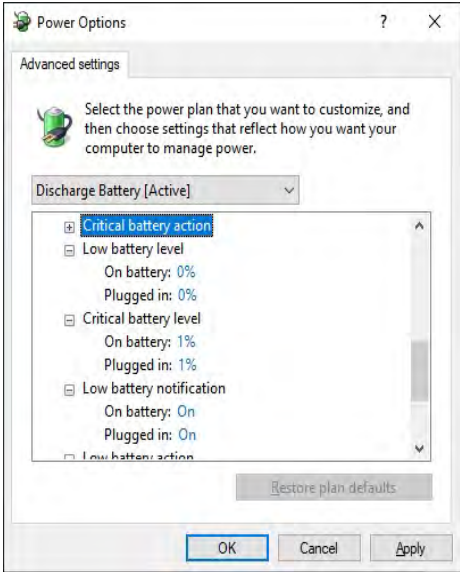 Power Options
Advanced settings
Select the power plan that you want to customize, and
then choose settings that reflect how you want your
computer to manage power.
Discharge Battery [Active]
Critical battery action
Low battery level
On battery: 0%
Plugged in: 0%
Critical battery level
On battery: 1%
Plugged in: 1%
Low battery notification
On battery: On
Plugged in: On
Low battery action
Restore plan defaults
OK Cancel Apply